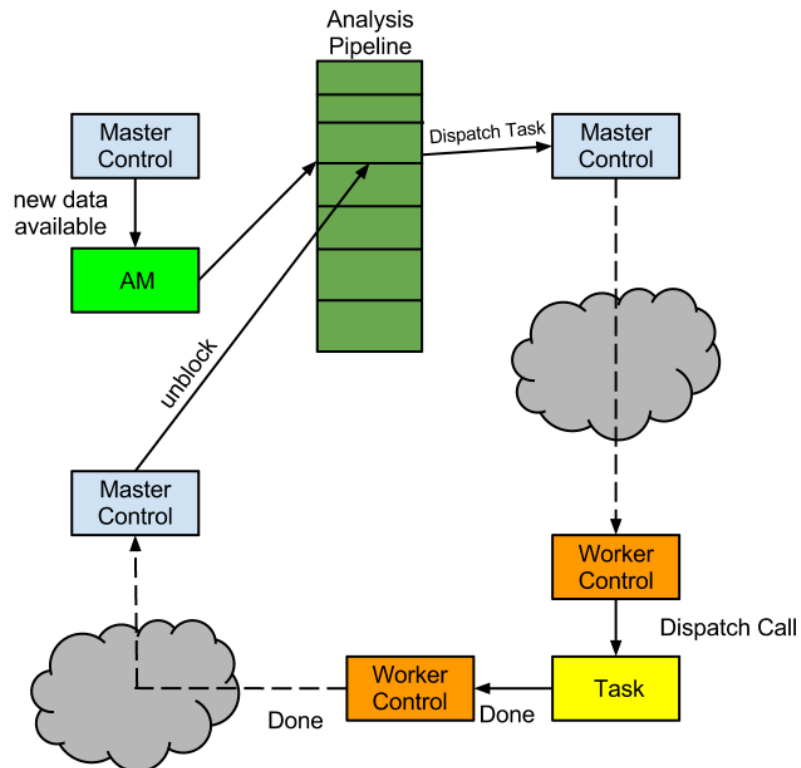 Analysis
Pipeline
Master
Control
Dispatch Task
Master
Control
new data
available
AM
unblock
Master
Control
Worker
Control
Dispatch Call
Worker
Control
Done
Task
Done